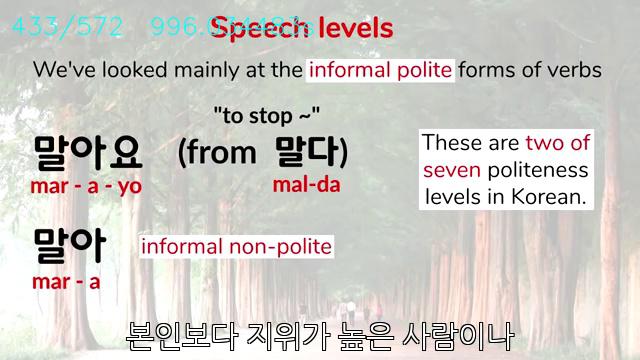 433/572 996.034483s
Speech levels
We've looked mainly at the informal polite forms of verbs
"to stop ~"
말아요 (from 말다)
mar - a - yo
mal-da
These are two of
seven politeness
levels in Korean.
말아
informal non-polite
mar - a
본인보다 지위가 높은 사람이나